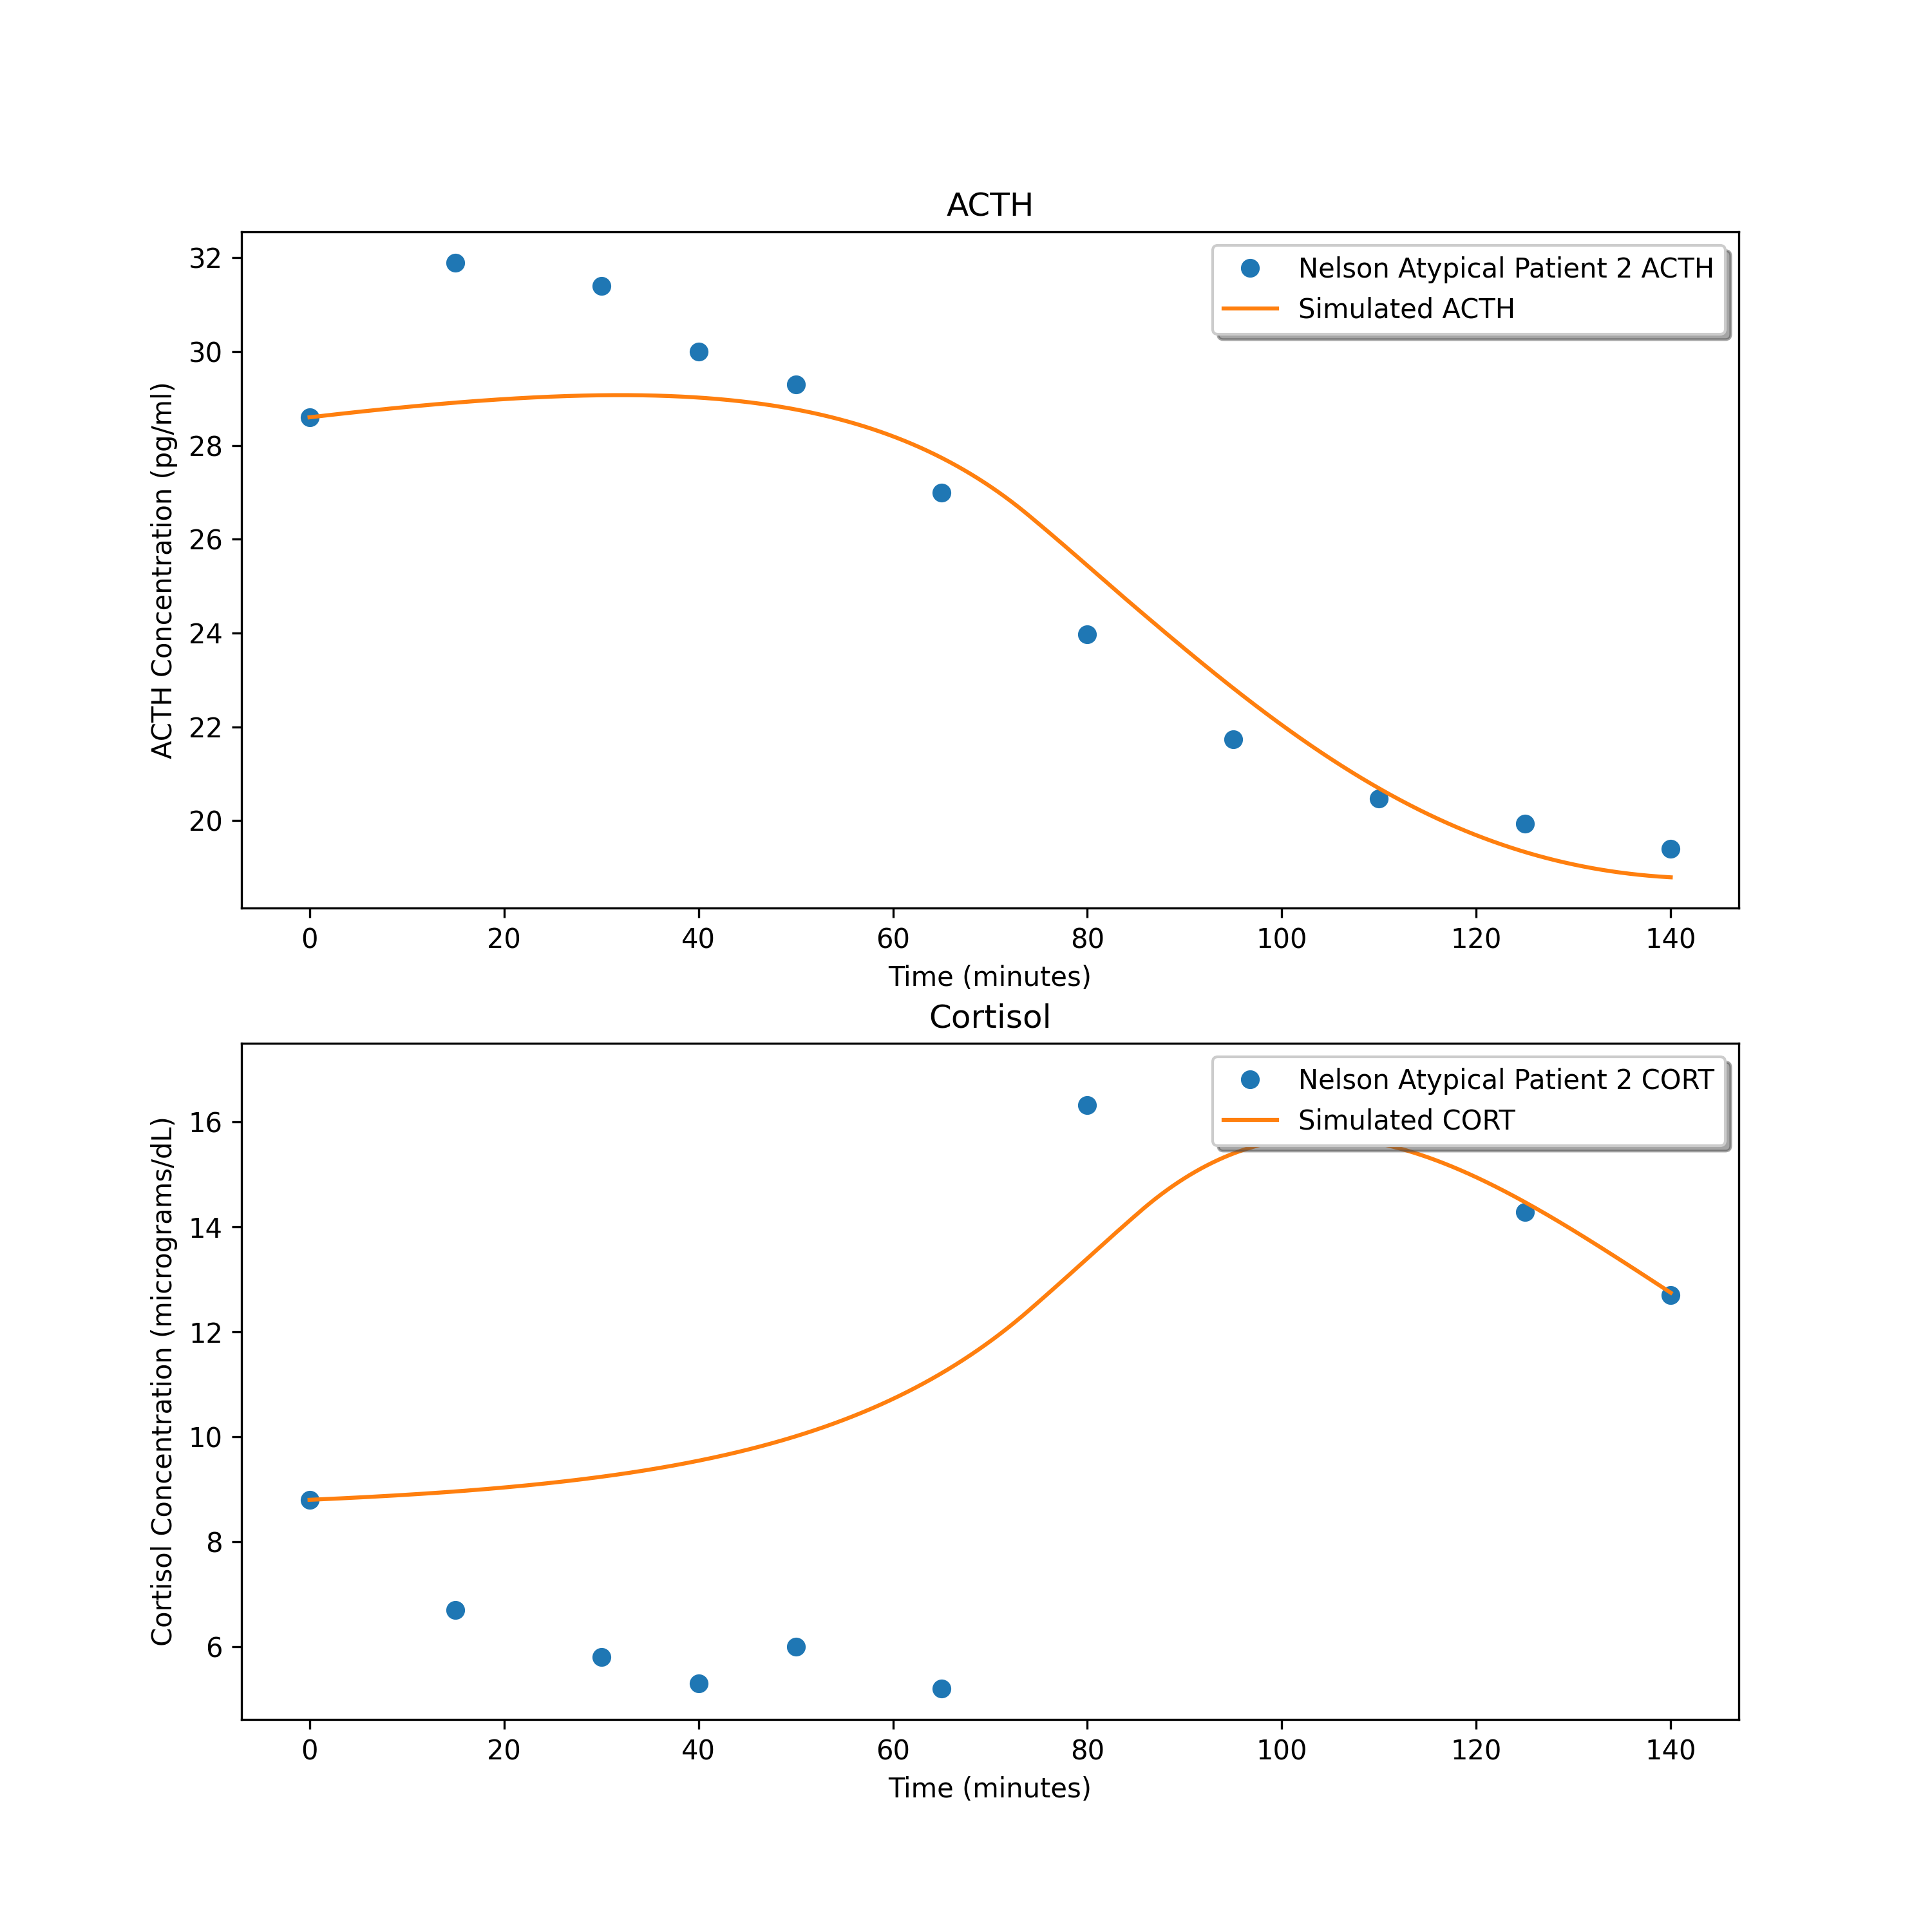 ACTH
32
30
28
26
24
22
20
ACTH Concentration (pg/ml)
Nelson Atypical Patient 2 ACTH
Simulated ACTH
0 20 40 60 80 100 120 140
Time (minutes)
Cortisol
16
14
12
10
8
6
Cortisol Concentration (micrograms/dL)
Nelson Atypical Patient 2 CORT
Simulated CORT
0 20 40 60 80 100 120 140
Time (minutes)